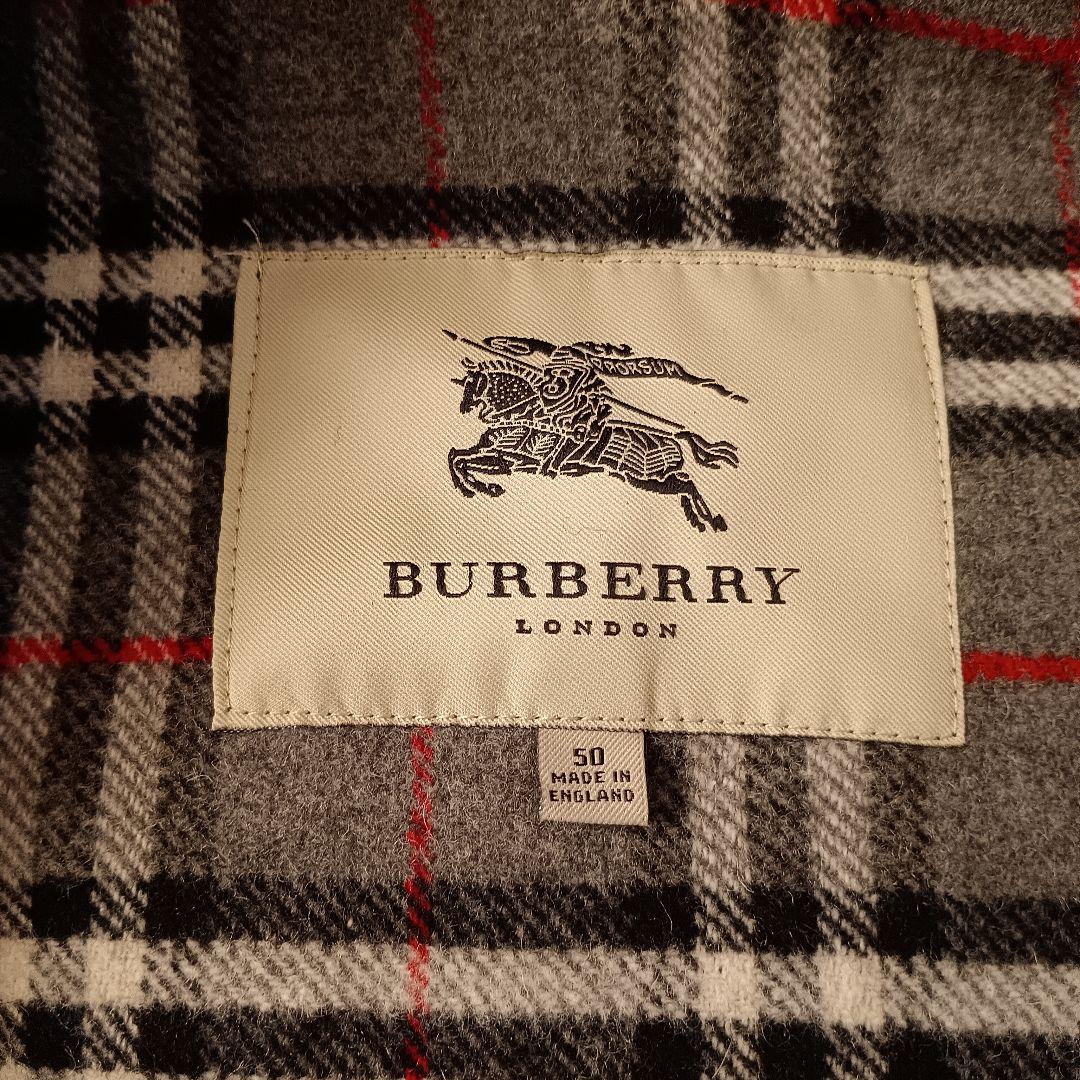 PRORSUM
BURBERRY
LONDON
50
MADE IN
ENGLAND